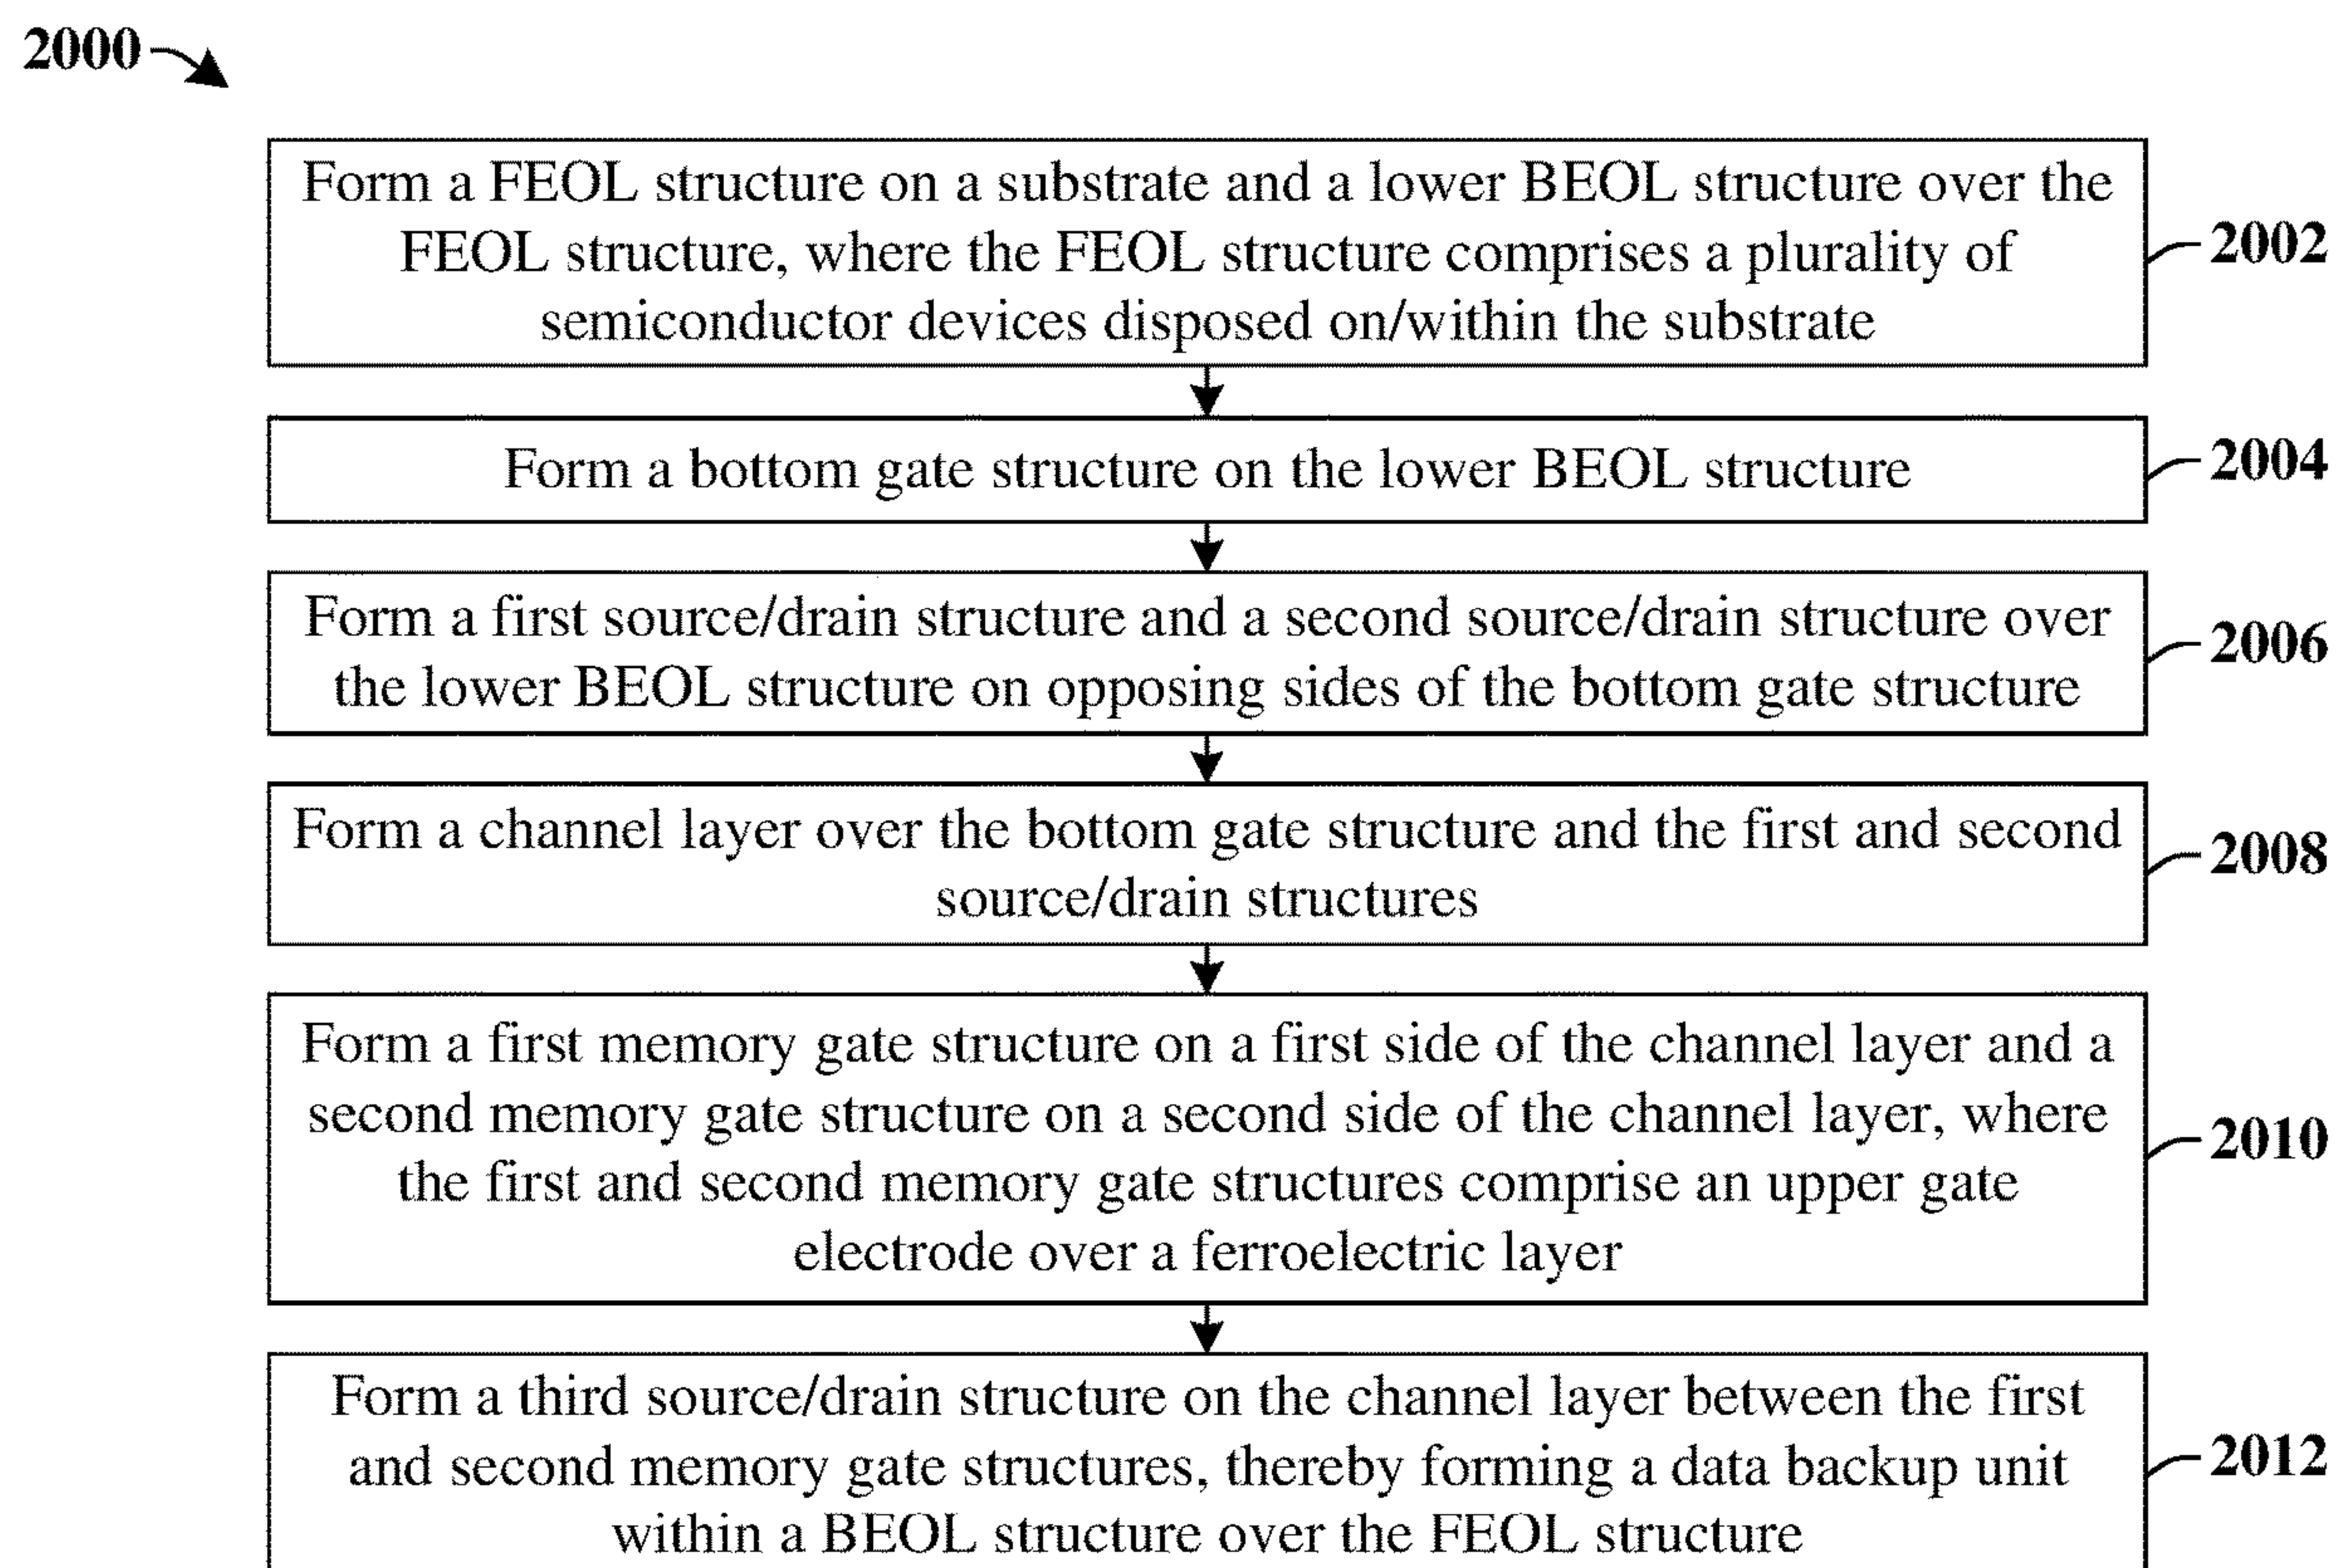 2000
Form a FEOL structure on a substrate and a lower BEOL structure over the
FEOL structure, where the FEOL structure comprises a plurality of
semiconductor devices disposed on/within the substrate
2002
Form a bottom gate structure on the lower BEOL structure
2004
Form a first source/drain structure and a second source/drain structure over
the lower BEOL structure on opposing sides of the bottom gate structure
2006
Form a channel layer over the bottom gate structure and the first and second
source/drain structures
2008
Form a first memory gate structure on a first side of the channel layer and a
second memory gate structure on a second side of the channel layer, where
the first and second memory gate structures comprise an upper gate
electrode over a ferroelectric layer
2010
Form a third source/drain structure on the channel layer between the first
and second memory gate structures, thereby forming a data backup unit
within a BEOL structure over the FEOL structure
2012